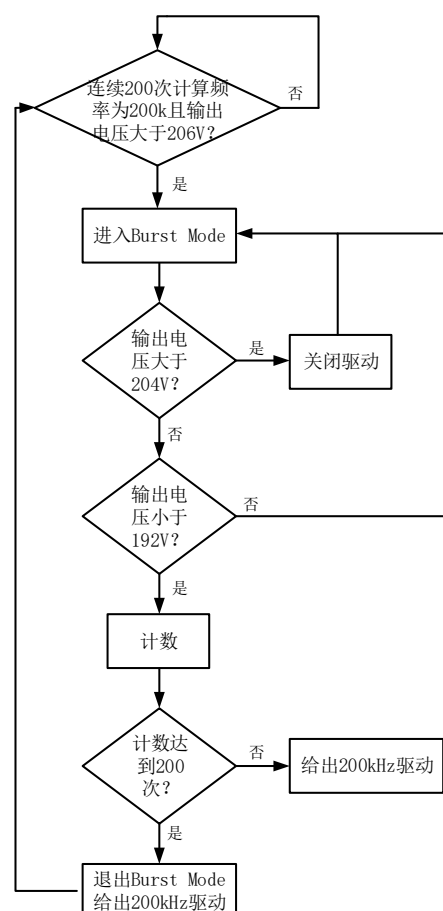 连续200次计算频
率为200k且输出
电压大于206V？
否
是
进入Burst Mode
输出电
压大于
204V？
是
关闭驱动
否
输出电
压小于
192V？
否
是
计数
计数达
到200
次？
否
给出200kHz驱动
是
退出Burst Mode
给出200kHz驱动